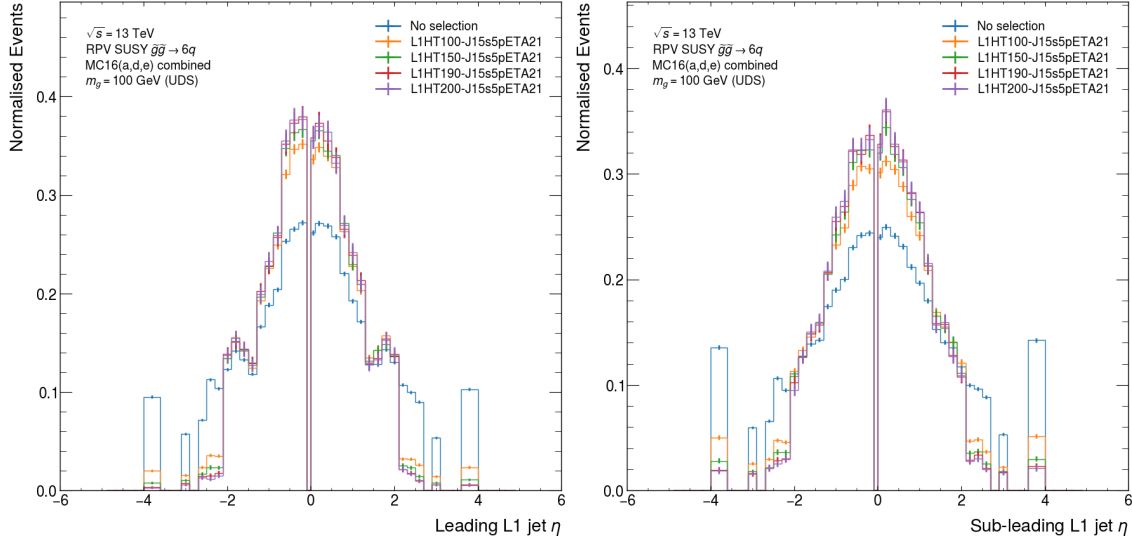 Normalised Events
√s = 13 TeV
RPV SUSY g̃g̃ → 6q
MC16(a,d,e) combined
m_g = 100 GeV (UDS)
No selection
L1HT100-J15s5pETA21
L1HT150-J15s5pETA21
L1HT190-J15s5pETA21
L1HT200-J15s5pETA21
0.4
0.3
0.2
0.1
0.0
−6 −4 −2 0 2 4 6
Leading L1 jet η
Normalised Events
√s = 13 TeV
RPV SUSY g̃g̃ → 6q
MC16(a,d,e) combined
m_g = 100 GeV (UDS)
No selection
L1HT100-J15s5pETA21
L1HT150-J15s5pETA21
L1HT190-J15s5pETA21
L1HT200-J15s5pETA21
0.4
0.3
0.2
0.1
0.0
−6 −4 −2 0 2 4 6
Sub-leading L1 jet η